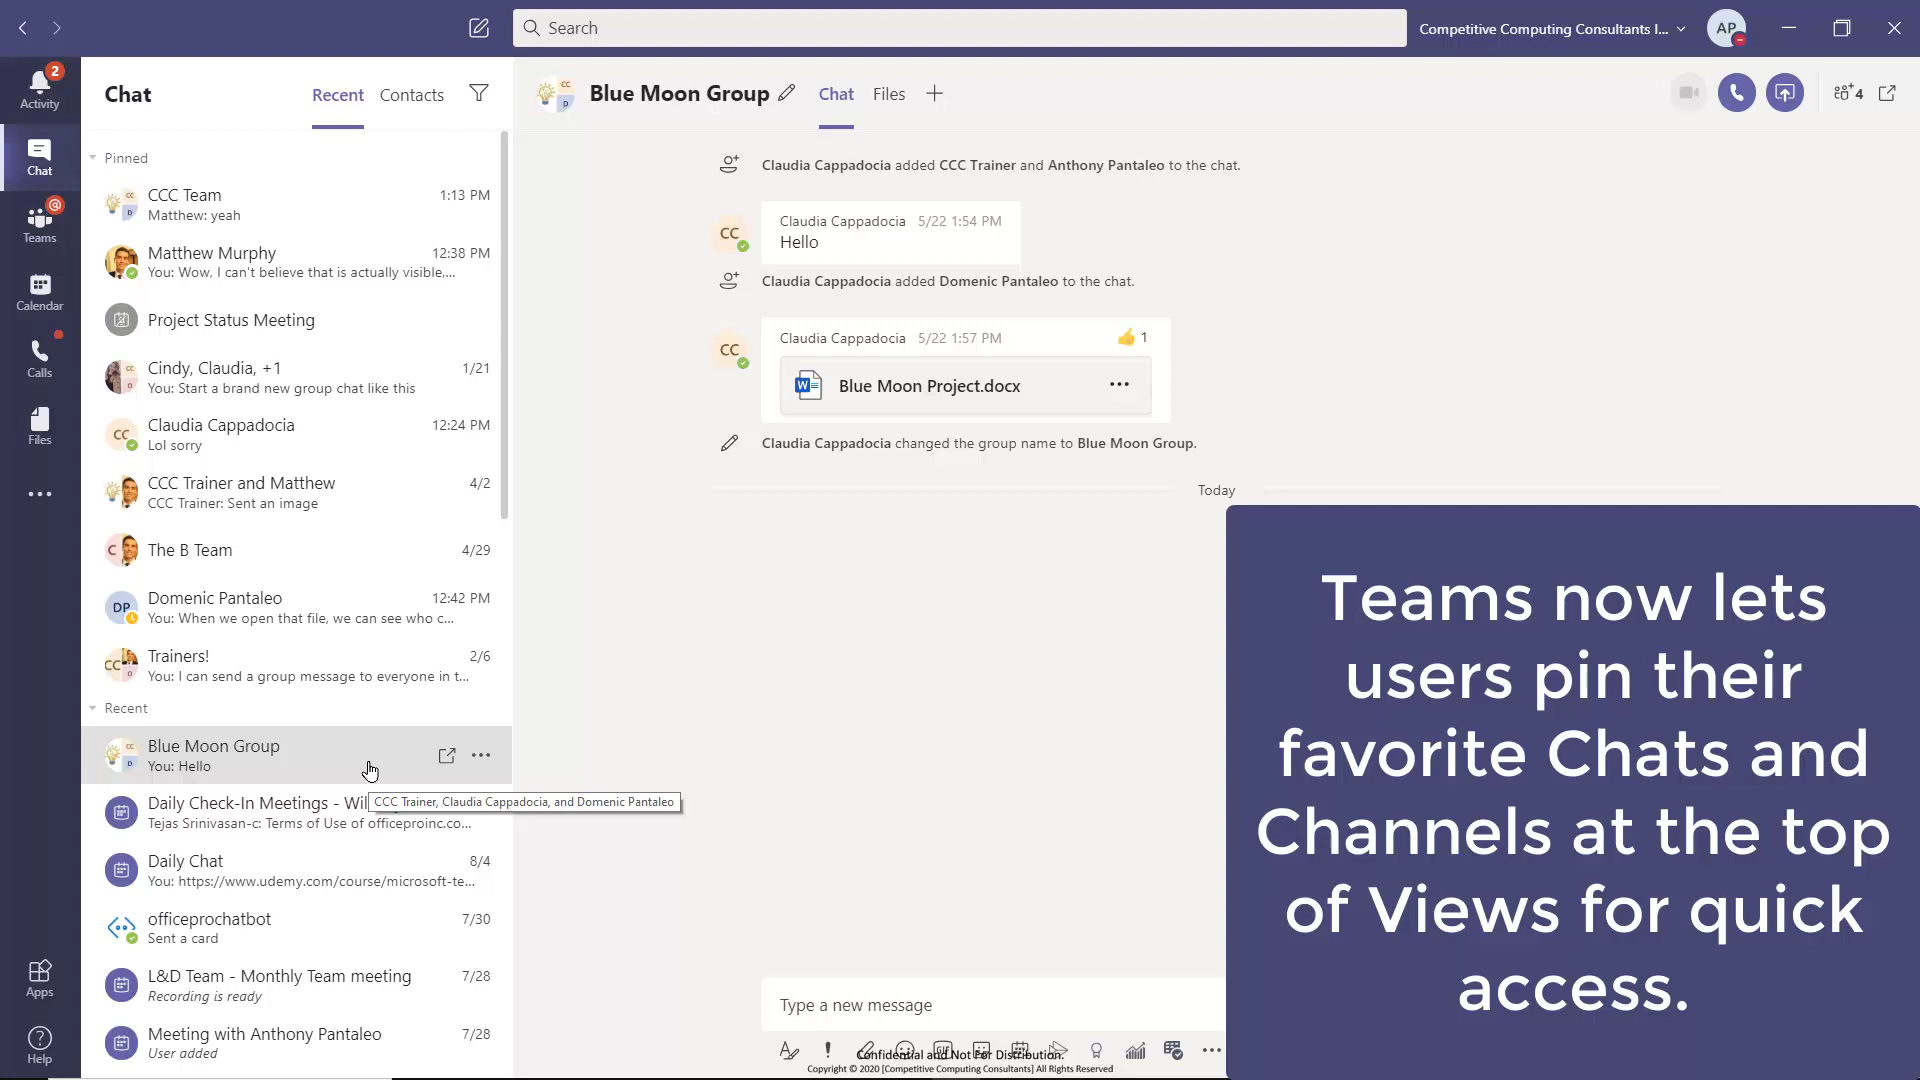 Search
Competitive Computing Consultants I...
AP
2
Activity
Chat
Teams
Calendar
Calls
Files
Apps
Help
Chat
Recent
Contacts
Pinned
CCC Team
1:13 PM
Matthew: yeah
Matthew Murphy
12:38 PM
You: Wow, I can't believe that is actually visible,...
Project Status Meeting
Cindy, Claudia, +1
1/21
You: Start a brand new group chat like this
CC
Claudia Cappadocia
12:24 PM
Lol sorry
CCC Trainer and Matthew
4/2
CCC Trainer: Sent an image
The B Team
4/29
DP
Domenic Pantaleo
12:42 PM
You: When we open that file, we can see who c...
Trainers!
2/6
You: I can send a group message to everyone in t...
Recent
Blue Moon Group
You: Hello
Daily Check-In Meetings - Wil
Tejas Srinivasan-c: Terms of Use of officeproinc.co...
CCC Trainer, Claudia Cappadocia, and Domenic Pantaleo
Daily Chat
8/4
You: https://www.udemy.com/course/microsoft-te...
officeprochatbot
7/30
Sent a card
L&D Team - Monthly Team meeting
7/28
Recording is ready
Meeting with Anthony Pantaleo
7/28
User added
Blue Moon Group
Chat
Files
4
Claudia Cappadocia added CCC Trainer and Anthony Pantaleo to the chat.
CC
Claudia Cappadocia 5/22 1:54 PM
Hello
Claudia Cappadocia added Domenic Pantaleo to the chat.
CC
Claudia Cappadocia 5/22 1:57 PM
1
Blue Moon Project.docx
Claudia Cappadocia changed the group name to Blue Moon Group.
Today
Teams now lets
users pin their
favorite Chats and
Channels at the top
of Views for quick
access.
Type a new message
Confidential and Not For Distribution.
Copyright © 2020 [Competitive Computing Consultants] All Rights Reserved